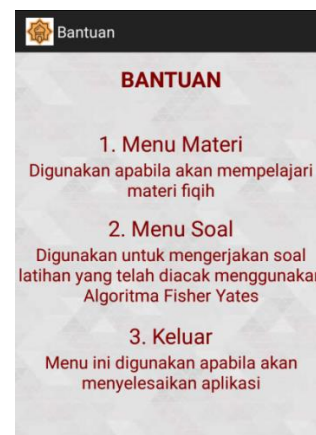 Bantuan
BANTUAN
1. Menu Materi
Digunakan apabila akan mempelajari
materi fiqih
2. Menu Soal
Digunakan untuk mengerjakan soal
latihan yang telah diacak menggunakan
Algoritma Fisher Yates
3. Keluar
Menu ini digunakan apabila akan
menyelesaikan aplikasi